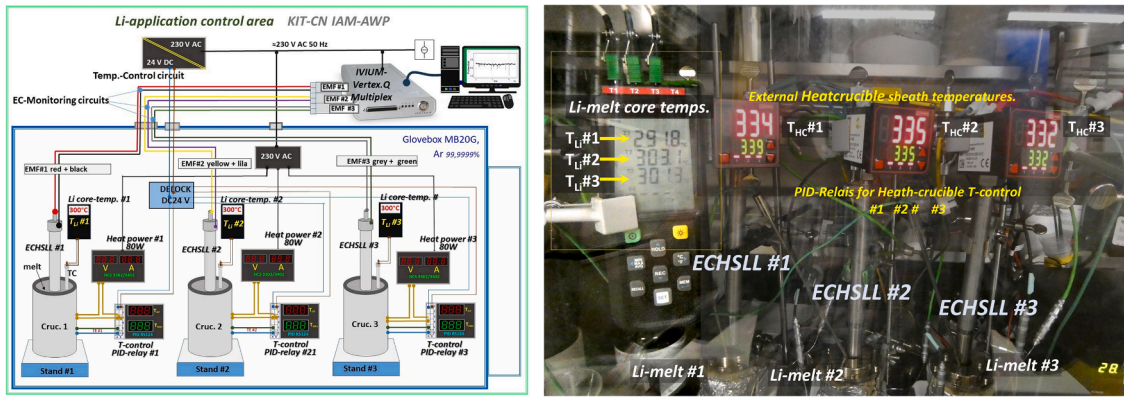 Li-application control area KIT-CN IAM-AWP
230 V AC
24 V DC
≈230 V AC 50 Hz
Temp.-Control circuit
IVIUM-
Vertex.Q
Multiplex
EC-Monitoring circuits
EMF#1
EMF #2
EMF #3
Glovebox MB20G,
Ar 99,9999%
230 V AC
EMF#1 red + black
EMF#2 yellow + lila
EMF#3 grey + green
DELOCK
DC24 V
Li core-temp. #1
Li core-temp. #2
Li core-temp. #
300°C
TLi #1
300°C
TLi #2
300°C
TLi #3
ECHSLL #1
ECHSLL #2
ECHSLL #3
Heat power #1
80W
Heat power #2
80W
Heat power #3
80W
V A
V A
V A
melt
TC
Cruc. 1
Cruc. 2
Cruc. 3
T-control
PID-relay #1
T-control
PID-relay #21
T-control
PID-relay #3
Stand #1
Stand #2
Stand #3
T1 T2 T3 T4
Li-melt core temps.
External Heatcrucible sheath temperatures.
TLi#1
TLi#2
TLi#3
291.8
303.1
301.3
334
339
THC#1
335
335
THC#2
332
332
THC#3
PID-Relais for Heath-crucible T-control
#1 #2 # #3
HOLD
REC
MEM
ECHSLL #1
ECHSLL #2
ECHSLL #3
Li-melt #1
Li-melt #2
Li-melt #3
28.